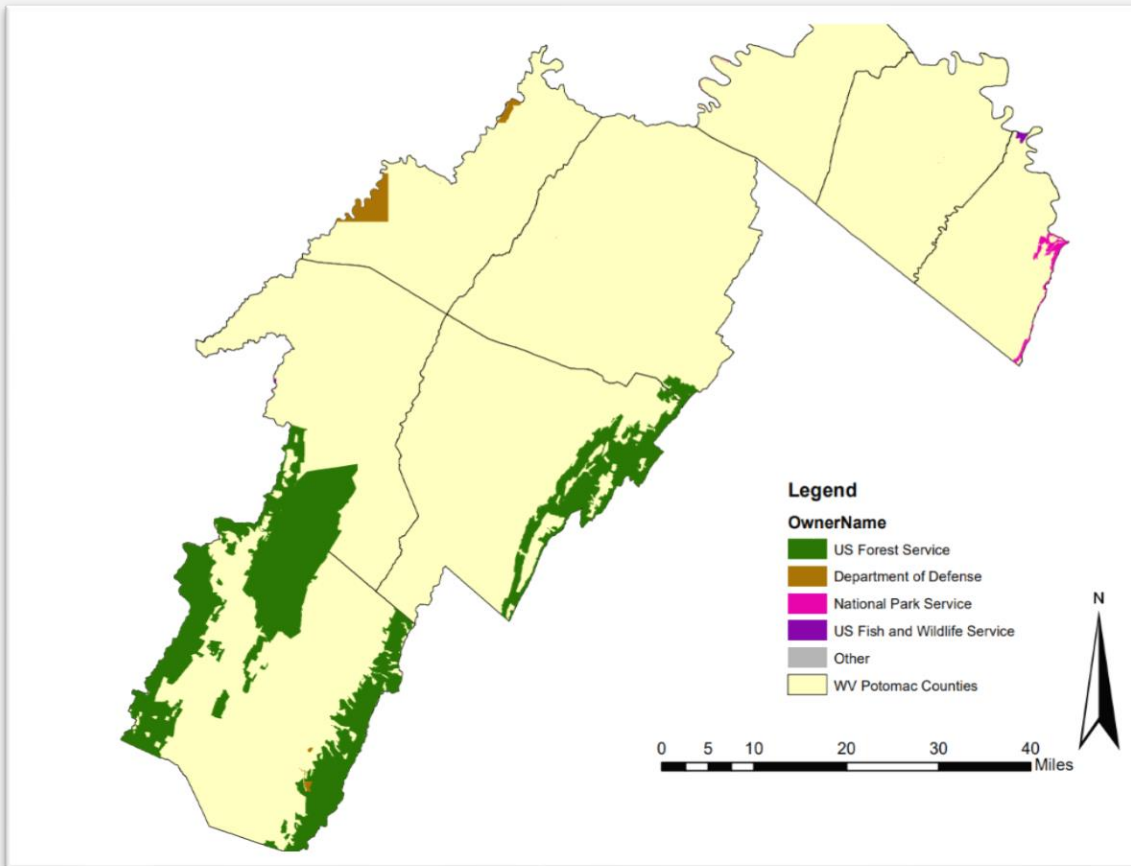 Legend
OwnerName
US Forest Service
Department of Defense
National Park Service
US Fish and Wildlife Service
Other
WV Potomac Counties
N
0 5 10 20 30 40
Miles